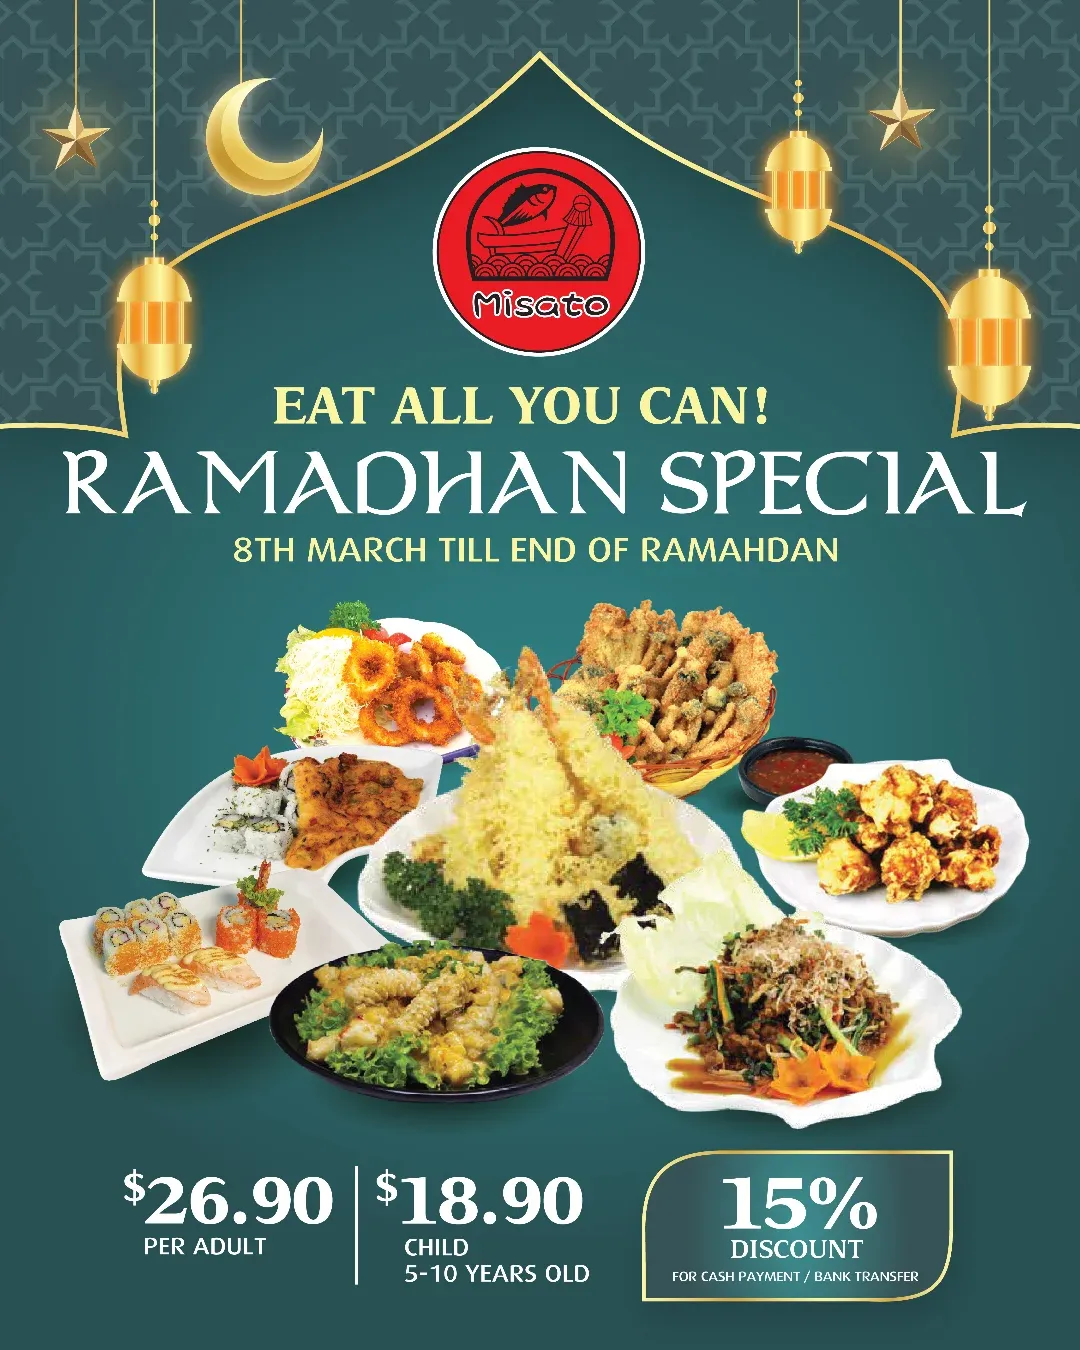 Misato
EAT ALL YOU CAN!
RAMADHAN SPECIAL
8TH MARCH TILL END OF RAMAHDAN
$26.90
PER ADULT
$18.90
CHILD
5-10 YEARS OLD
15%
DISCOUNT
FOR CASH PAYMENT / BANK TRANSFER